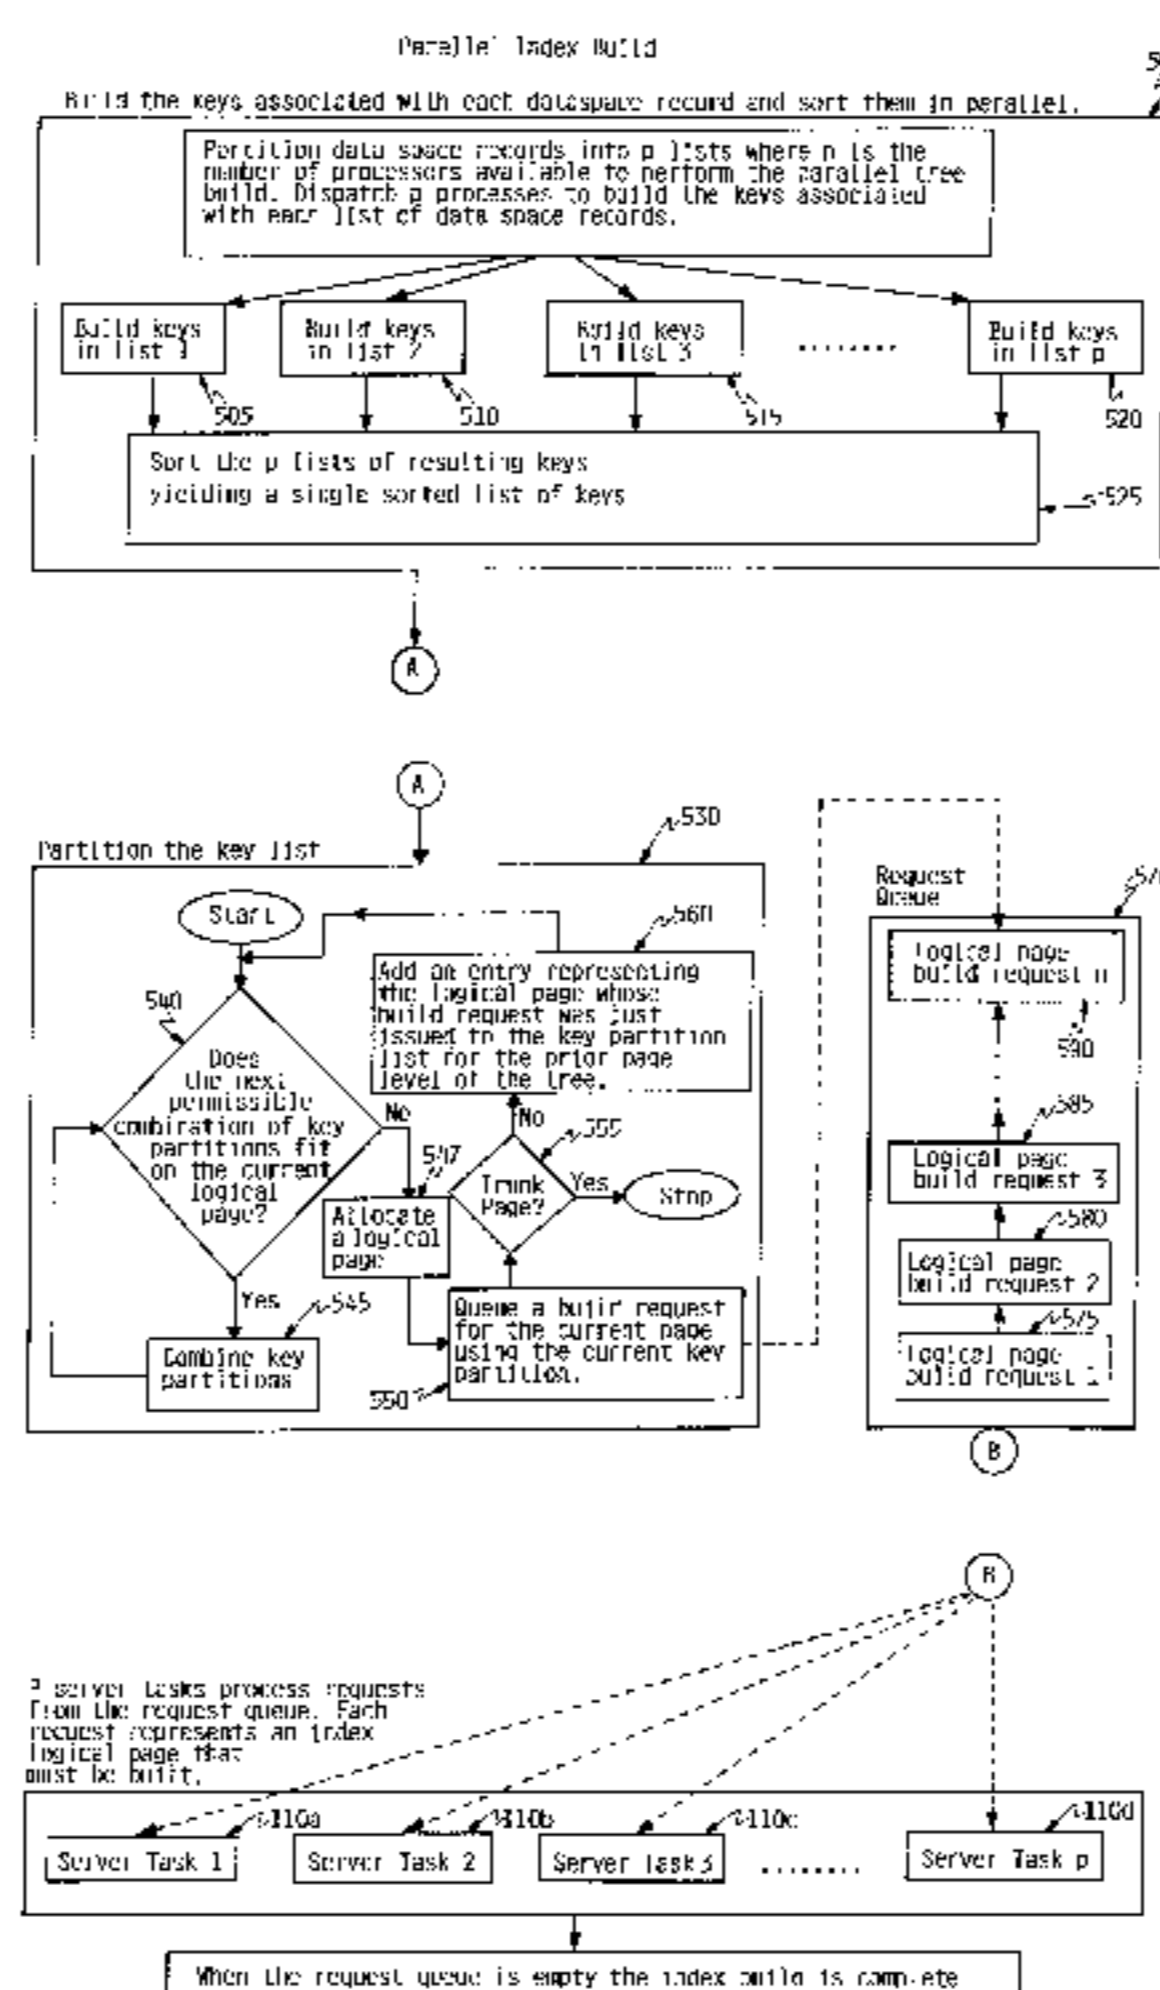 Parallel Index Build
Build the keys associated with each dataspace record and sort them in parallel.
Partition data space records into p lists where p is the
number of processors available to perform the parallel tree
build. Dispatch p processes to build the keys associated
with each list of data space records.
Build keys
in list 1
Build keys
in list 2
Build keys
in list 3
........
Build keys
in list p
505
510
515
520
Sort the p lists of resulting keys
yielding a single sorted list of keys
525
A
A
530
Partition the key list
Start
560
Add an entry representing
the logical page whose
build request was just
issued to the key partition
list for the prior page
level of the tree.
540
Does
the next
permissible
combination of key
partitions fit
on the current
logical
page?
No
No
555
547
Trunk
Page?
Yes
Stop
Allocate
a logical
page
Yes
545
Combine key
partitions
Queue a build request
for the current page
using the current key
partition.
550
Request
Queue
Logical page
build request n
590
585
Logical page
build request 3
580
Logical page
build request 2
575
Logical page
build request 1
B
B
P server tasks process requests
from the request queue. Each
request represents an index
logical page that
must be built.
110a
110b
110c
110d
Server Task 1
Server Task 2
Server Task 3
........
Server Task p
When the request queue is empty the index build is complete